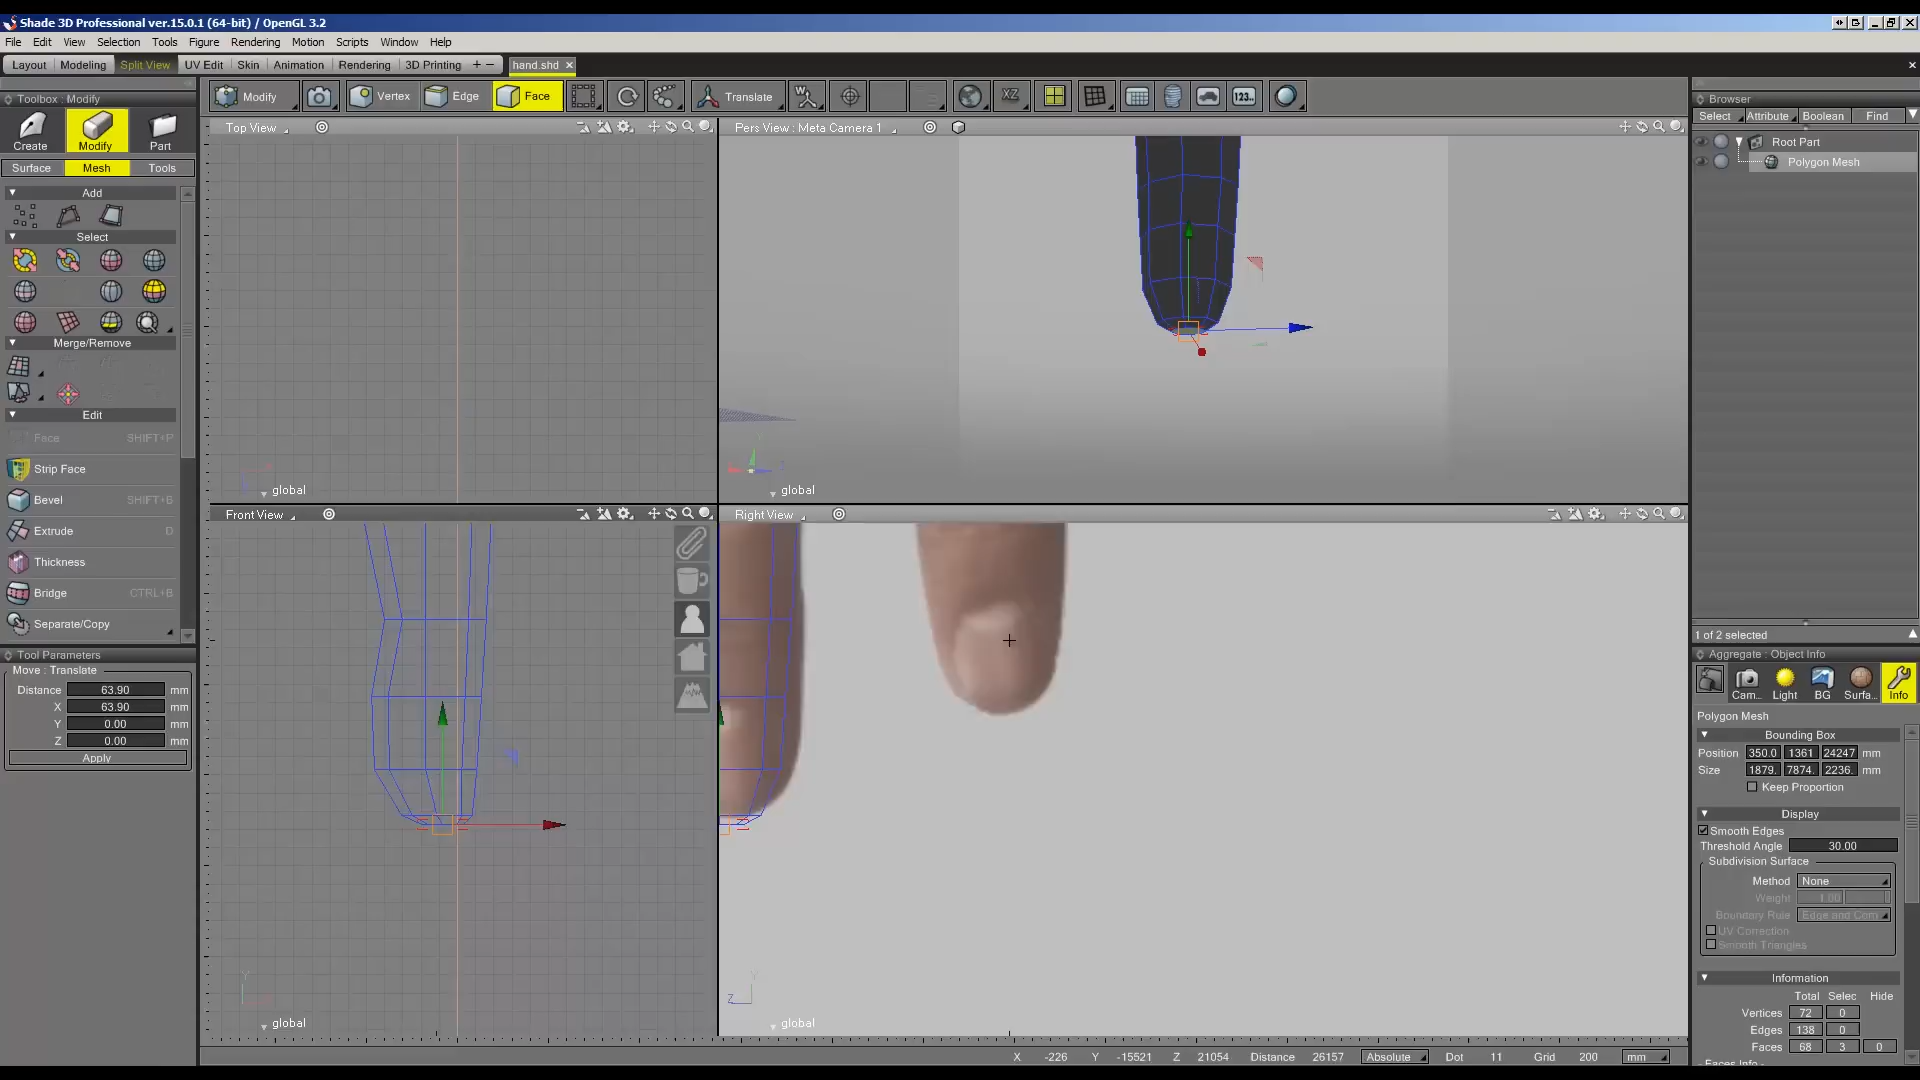 Shade 3D Professional ver.15.0.1 (64-bit) / OpenGL 3.2
File Edit View Selection Tools Figure Rendering Motion Scripts Window Help
Layout Modeling Split View UV Edit Skin Animation Rendering 3D Printing + − hand.shd
Toolbox : Modify
Create Modify Part
Surface Mesh Tools
Add
Select
Merge/Remove
Edit
Face SHIFT+P
Strip Face
Bevel SHIFT+B
Extrude D
Thickness
Bridge CTRL+B
Separate/Copy
Tool Parameters
Move : Translate
Distance 63.90 mm
X 63.90 mm
Y 0.00 mm
Z 0.00 mm
Apply
Modify Vertex Edge Face Translate XZ 123..
Top View
global
Pers View : Meta Camera 1
global
Front View
Y
global
Right View
Z
global
X -226 Y -15521 Z 21054 Distance 26157 Absolute Dot 11 Grid 200 mm
Browser
Select Attribute Boolean Find
Root Part
Polygon Mesh
1 of 2 selected
Aggregate : Object Info
Cam... Light BG Surfa... Info
Polygon Mesh
Bounding Box
Position 350.0 1361 24247 mm
Size 1879. 7874. 2236. mm
Keep Proportion
Display
Smooth Edges
Threshold Angle 30.00
Subdivision Surface
Method None
Weight 1.00
Boundary Rule Edge and Corn
UV Correction
Smooth Triangles
Information
Total Selec Hide
Vertices 72 0
Edges 138 0
Faces 68 3 0
Faces Info